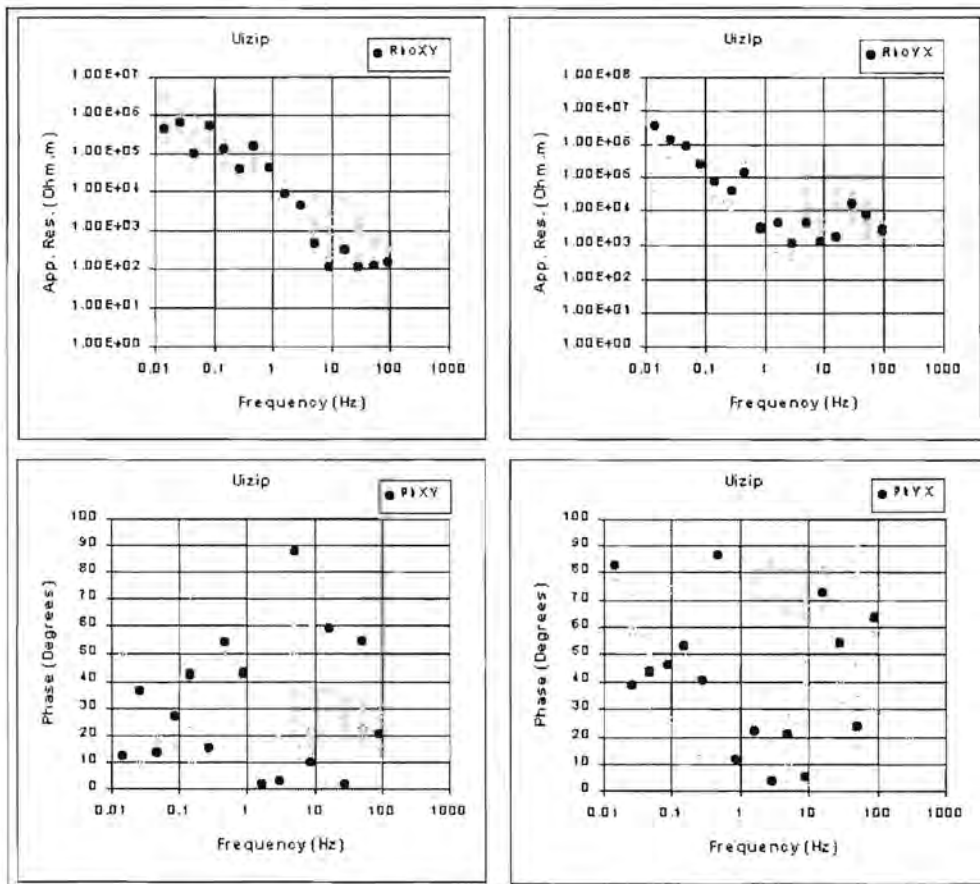 Uizip
RhoXY
1.00E+07
1.00E+06
1.00E+05
1.00E+04
1.00E+03
1.00E+02
1.00E+01
1.00E+00
App. Res. (Ohm.m)
0.01 0.1 1 10 100 1000
Frequency (Hz)
Uizip
RhoYX
1.00E+08
1.00E+07
1.00E+06
1.00E+05
1.00E+04
1.00E+03
1.00E+02
1.00E+01
1.00E+00
App. Res. (Ohm.m)
0.01 0.1 1 10 100 1000
Frequency (Hz)
Uizip
PhXY
100
90
80
70
60
50
40
30
20
10
0
Phase (Degrees)
0.01 0.1 1 10 100 1000
Frequency (Hz)
Uizip
PhYX
100
90
80
70
60
50
40
30
20
10
0
Phase (Degrees)
0.01 0.1 1 10 100 1000
Frequency (Hz)